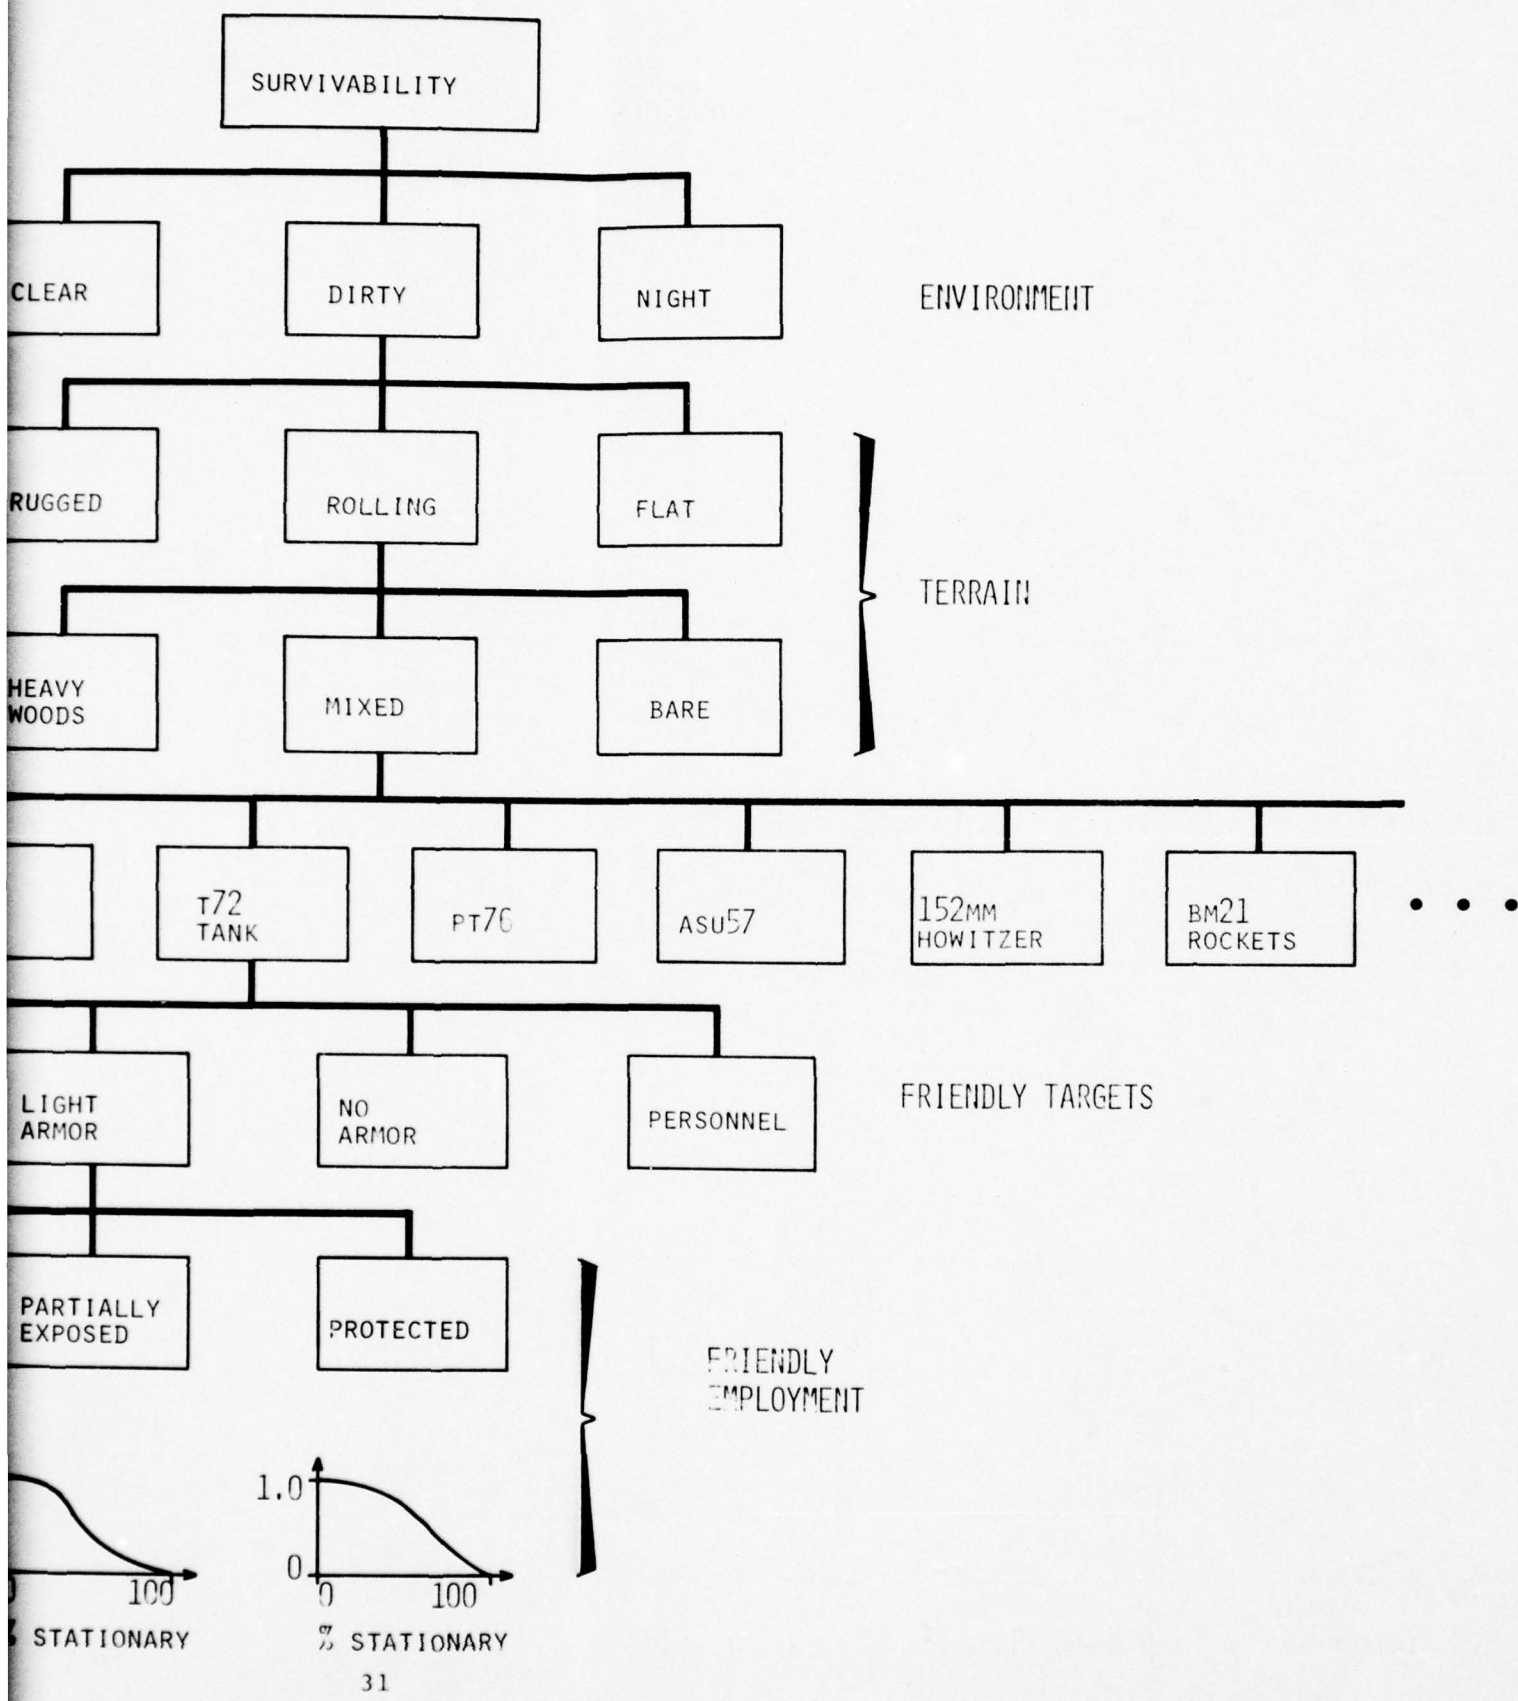 SURVIVABILITY
CLEAR
DIRTY
NIGHT
ENVIRONMENT
RUGGED
ROLLING
FLAT
TERRAIN
HEAVY
WOODS
MIXED
BARE
T72
TANK
PT76
ASU57
152MM
HOWITZER
BM21
ROCKETS
• • •
LIGHT
ARMOR
NO
ARMOR
PERSONNEL
FRIENDLY TARGETS
PARTIALLY
EXPOSED
PROTECTED
FRIENDLY
EMPLOYMENT
0 100
% STATIONARY
1.0
0
0 100
% STATIONARY
31